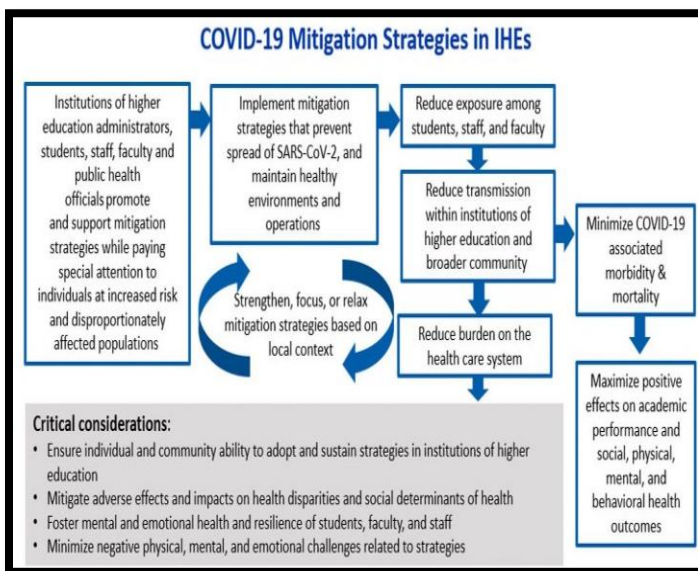 COVID-19 Mitigation Strategies in IHEs
Institutions of higher
education administrators,
students, staff, faculty and
public health
officials promote
and support mitigation
strategies while paying
special attention to
individuals at increased risk
and disproportionately
affected populations
Implement mitigation
strategies that prevent
spread of SARS-CoV-2, and
maintain healthy
environments and
operations
Strengthen, focus, or relax
mitigation strategies based on
local context
Reduce exposure among
students, staff, and faculty
Reduce transmission
within institutions of
higher education and
broader community
Reduce burden on the
health care system
Minimize COVID-19
associated
morbidity &
mortality
Maximize positive
effects on academic
performance and
social, physical,
mental, and
behavioral health
outcomes
Critical considerations:
• Ensure individual and community ability to adopt and sustain strategies in institutions of higher
education
• Mitigate adverse effects and impacts on health disparities and social determinants of health
• Foster mental and emotional health and resilience of students, faculty, and staff
• Minimize negative physical, mental, and emotional challenges related to strategies